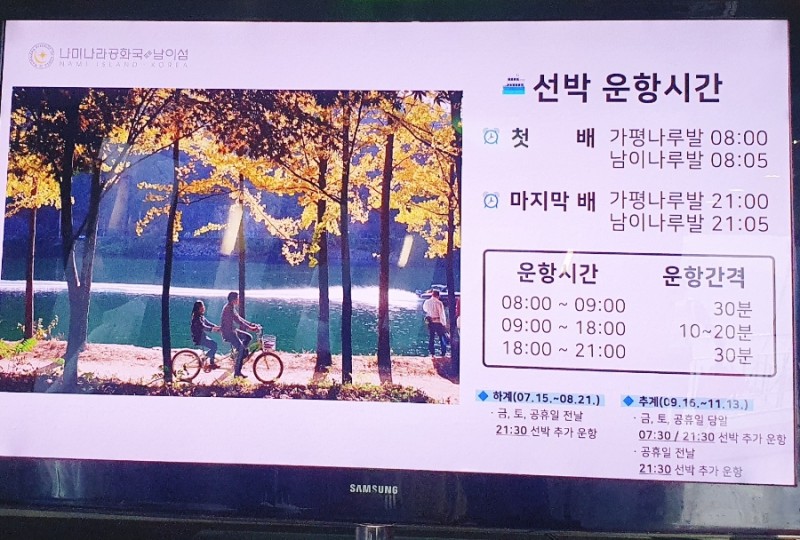 나미나라공화국 남이섬
NAMI ISLAND · KOREA
선박 운항시간
첫 배 가평나루발 08:00
남이나루발 08:05
마지막 배 가평나루발 21:00
남이나루발 21:05
운항시간 운항간격
08:00 ~ 09:00 30분
09:00 ~ 18:00 10~20분
18:00 ~ 21:00 30분
◆ 하계(07.15.~08.21.)
· 금, 토, 공휴일 전날
21:30 선박 추가 운항
◆ 추계(09.16.~11.13.)
· 금, 토, 공휴일 당일
07:30 / 21:30 선박 추가 운항
· 공휴일 전날
21:30 선박 추가 운항
SAMSUNG